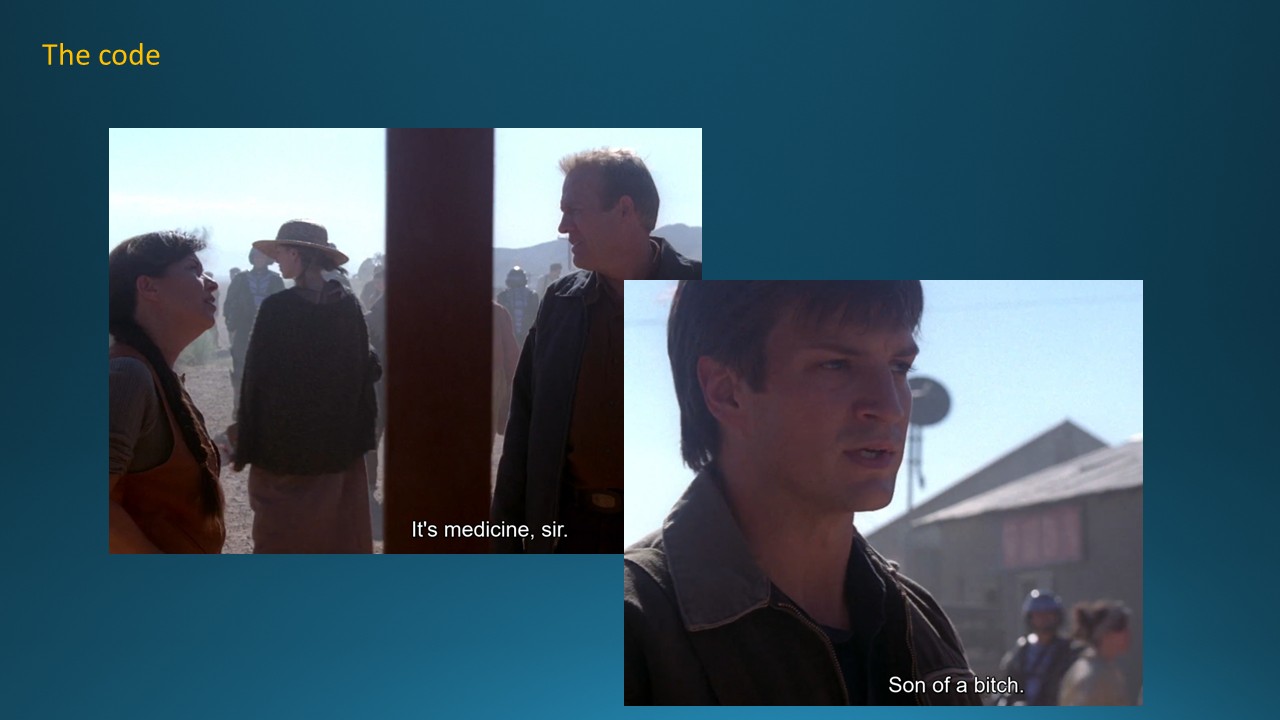 The code
It's medicine, sir.
Son of a bitch.